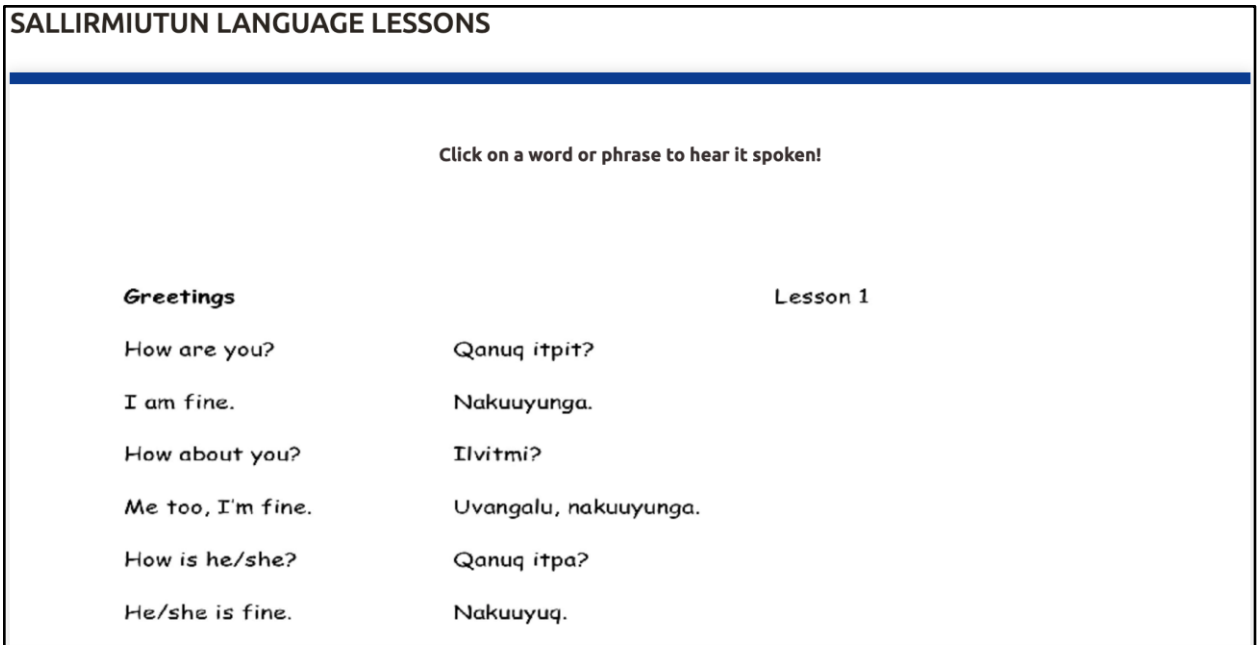 SALLIRMIUTUN LANGUAGE LESSONS
Click on a word or phrase to hear it spoken!
Greetings Lesson 1
How are you? Qanuq itpit?
I am fine. Nakuuyunga.
How about you? Ilvitmi?
Me too, I'm fine. Uvangalu, nakuuyunga.
How is he/she? Qanuq itpa?
He/she is fine. Nakuuyuq.